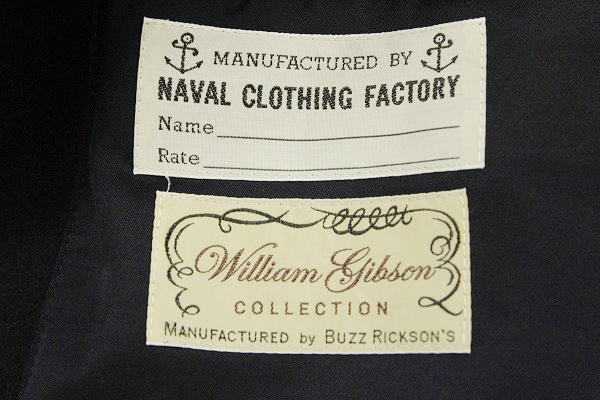 MANUFACTURED BY
NAVAL CLOTHING FACTORY
Name
Rate
William Gibson
COLLECTION
MANUFACTURED by BUZZ RICKSON'S